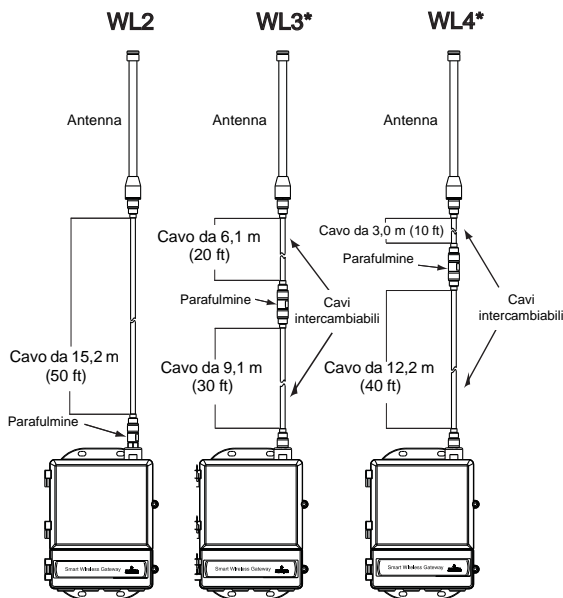 WL2
WL3*
WL4*
Antenna
Antenna
Antenna
Cavo da 6,1 m
(20 ft)
Cavo da 3,0 m (10 ft)
Parafulmine
Parafulmine
Cavi
intercambiabili
Cavi
intercambiabili
Cavo da 15,2 m
(50 ft)
Cavo da 9,1 m
(30 ft)
Cavo da 12,2 m
(40 ft)
Parafulmine
Smart Wireless Gateway
Smart Wireless Gateway
Smart Wireless Gateway